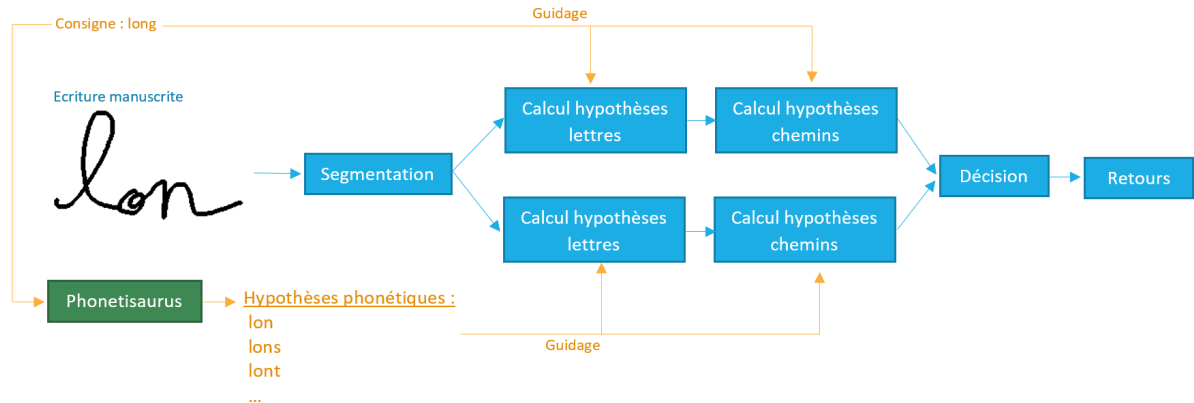 Guidage
Consigne : long
Ecriture manuscrite
lon
Calcul hypothèses
lettres
Calcul hypothèses
chemins
Segmentation
Décision
Retours
Calcul hypothèses
lettres
Calcul hypothèses
chemins
Phonetisaurus
Hypothèses phonétiques :
lon
lons
lont
...
Guidage